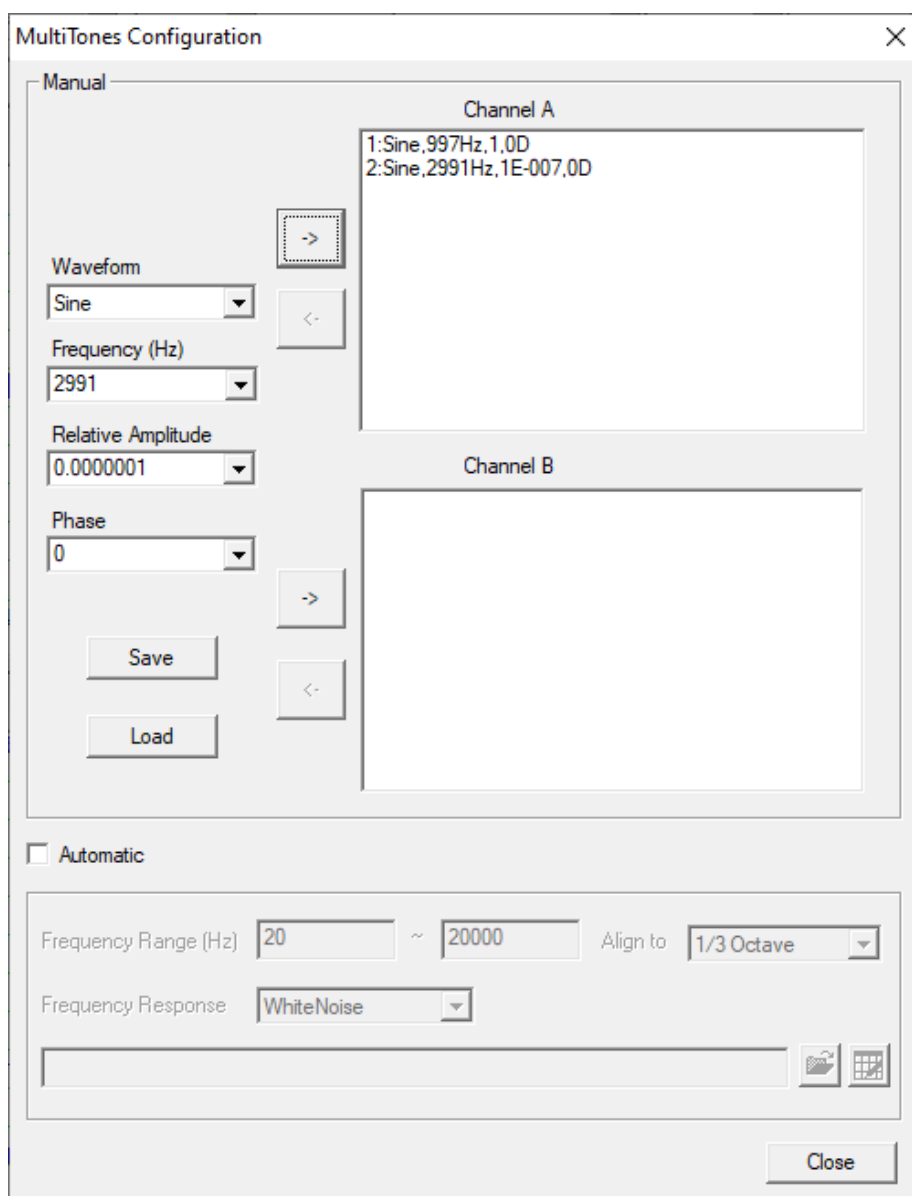 MultiTones Configuration
Manual
Channel A
1:Sine,997Hz,1,0D
2:Sine,2991Hz,1E-007,0D
->
<-
Waveform
Sine
Frequency (Hz)
2991
Relative Amplitude
0.0000001
Phase
0
Channel B
->
<-
Save
Load
Automatic
Frequency Range (Hz) 20 ~ 20000 Align to 1/3 Octave
Frequency Response WhiteNoise
Close